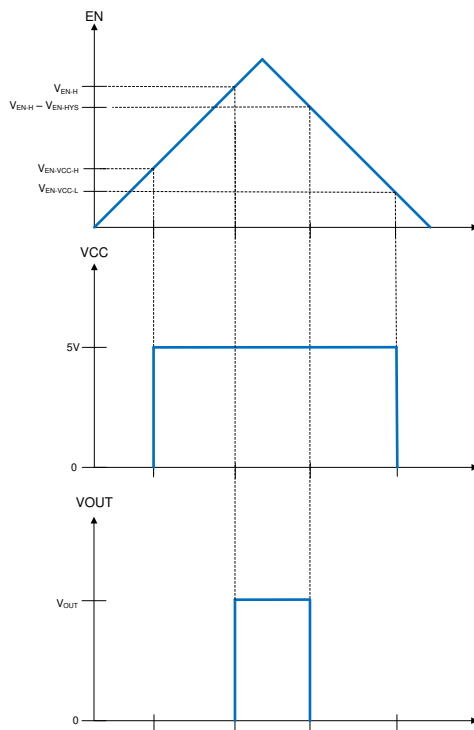 EN
VEN-H
VEN-H – VEN-HYS
VEN-VCC-H
VEN-VCC-L
VCC
5V
0
VOUT
VOUT
0